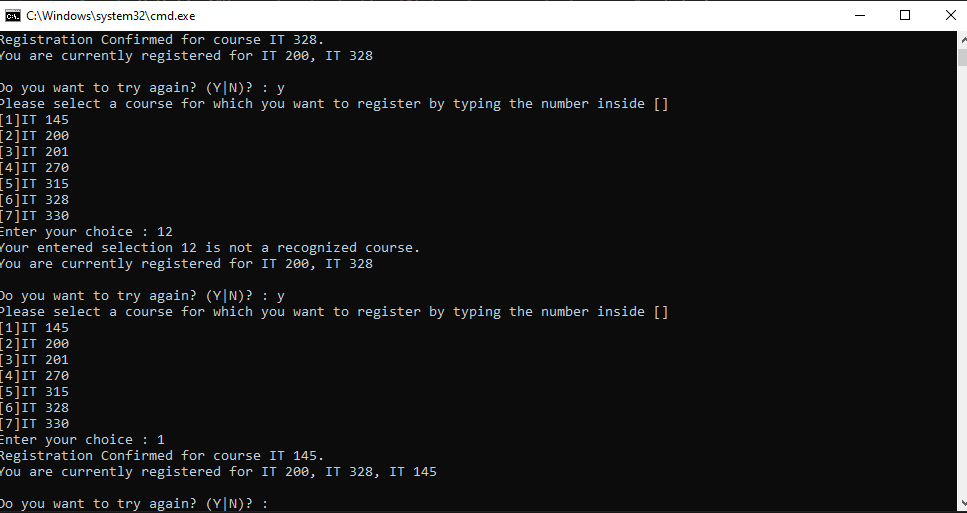 C:\Windows\system32\cmd.exe
Registration Confirmed for course IT 328.
You are currently registered for IT 200, IT 328
Do you want to try again? (Y|N)? : y
Please select a course for which you want to register by typing the number inside []
[1]IT 145
[2]IT 200
[3]IT 201
[4]IT 270
[5]IT 315
[6]IT 328
[7]IT 330
Enter your choice : 12
Your entered selection 12 is not a recognized course.
You are currently registered for IT 200, IT 328
Do you want to try again? (Y|N)? : y
Please select a course for which you want to register by typing the number inside []
[1]IT 145
[2]IT 200
[3]IT 201
[4]IT 270
[5]IT 315
[6]IT 328
[7]IT 330
Enter your choice : 1
Registration Confirmed for course IT 145.
You are currently registered for IT 200, IT 328, IT 145
Do you want to try again? (Y|N)? :